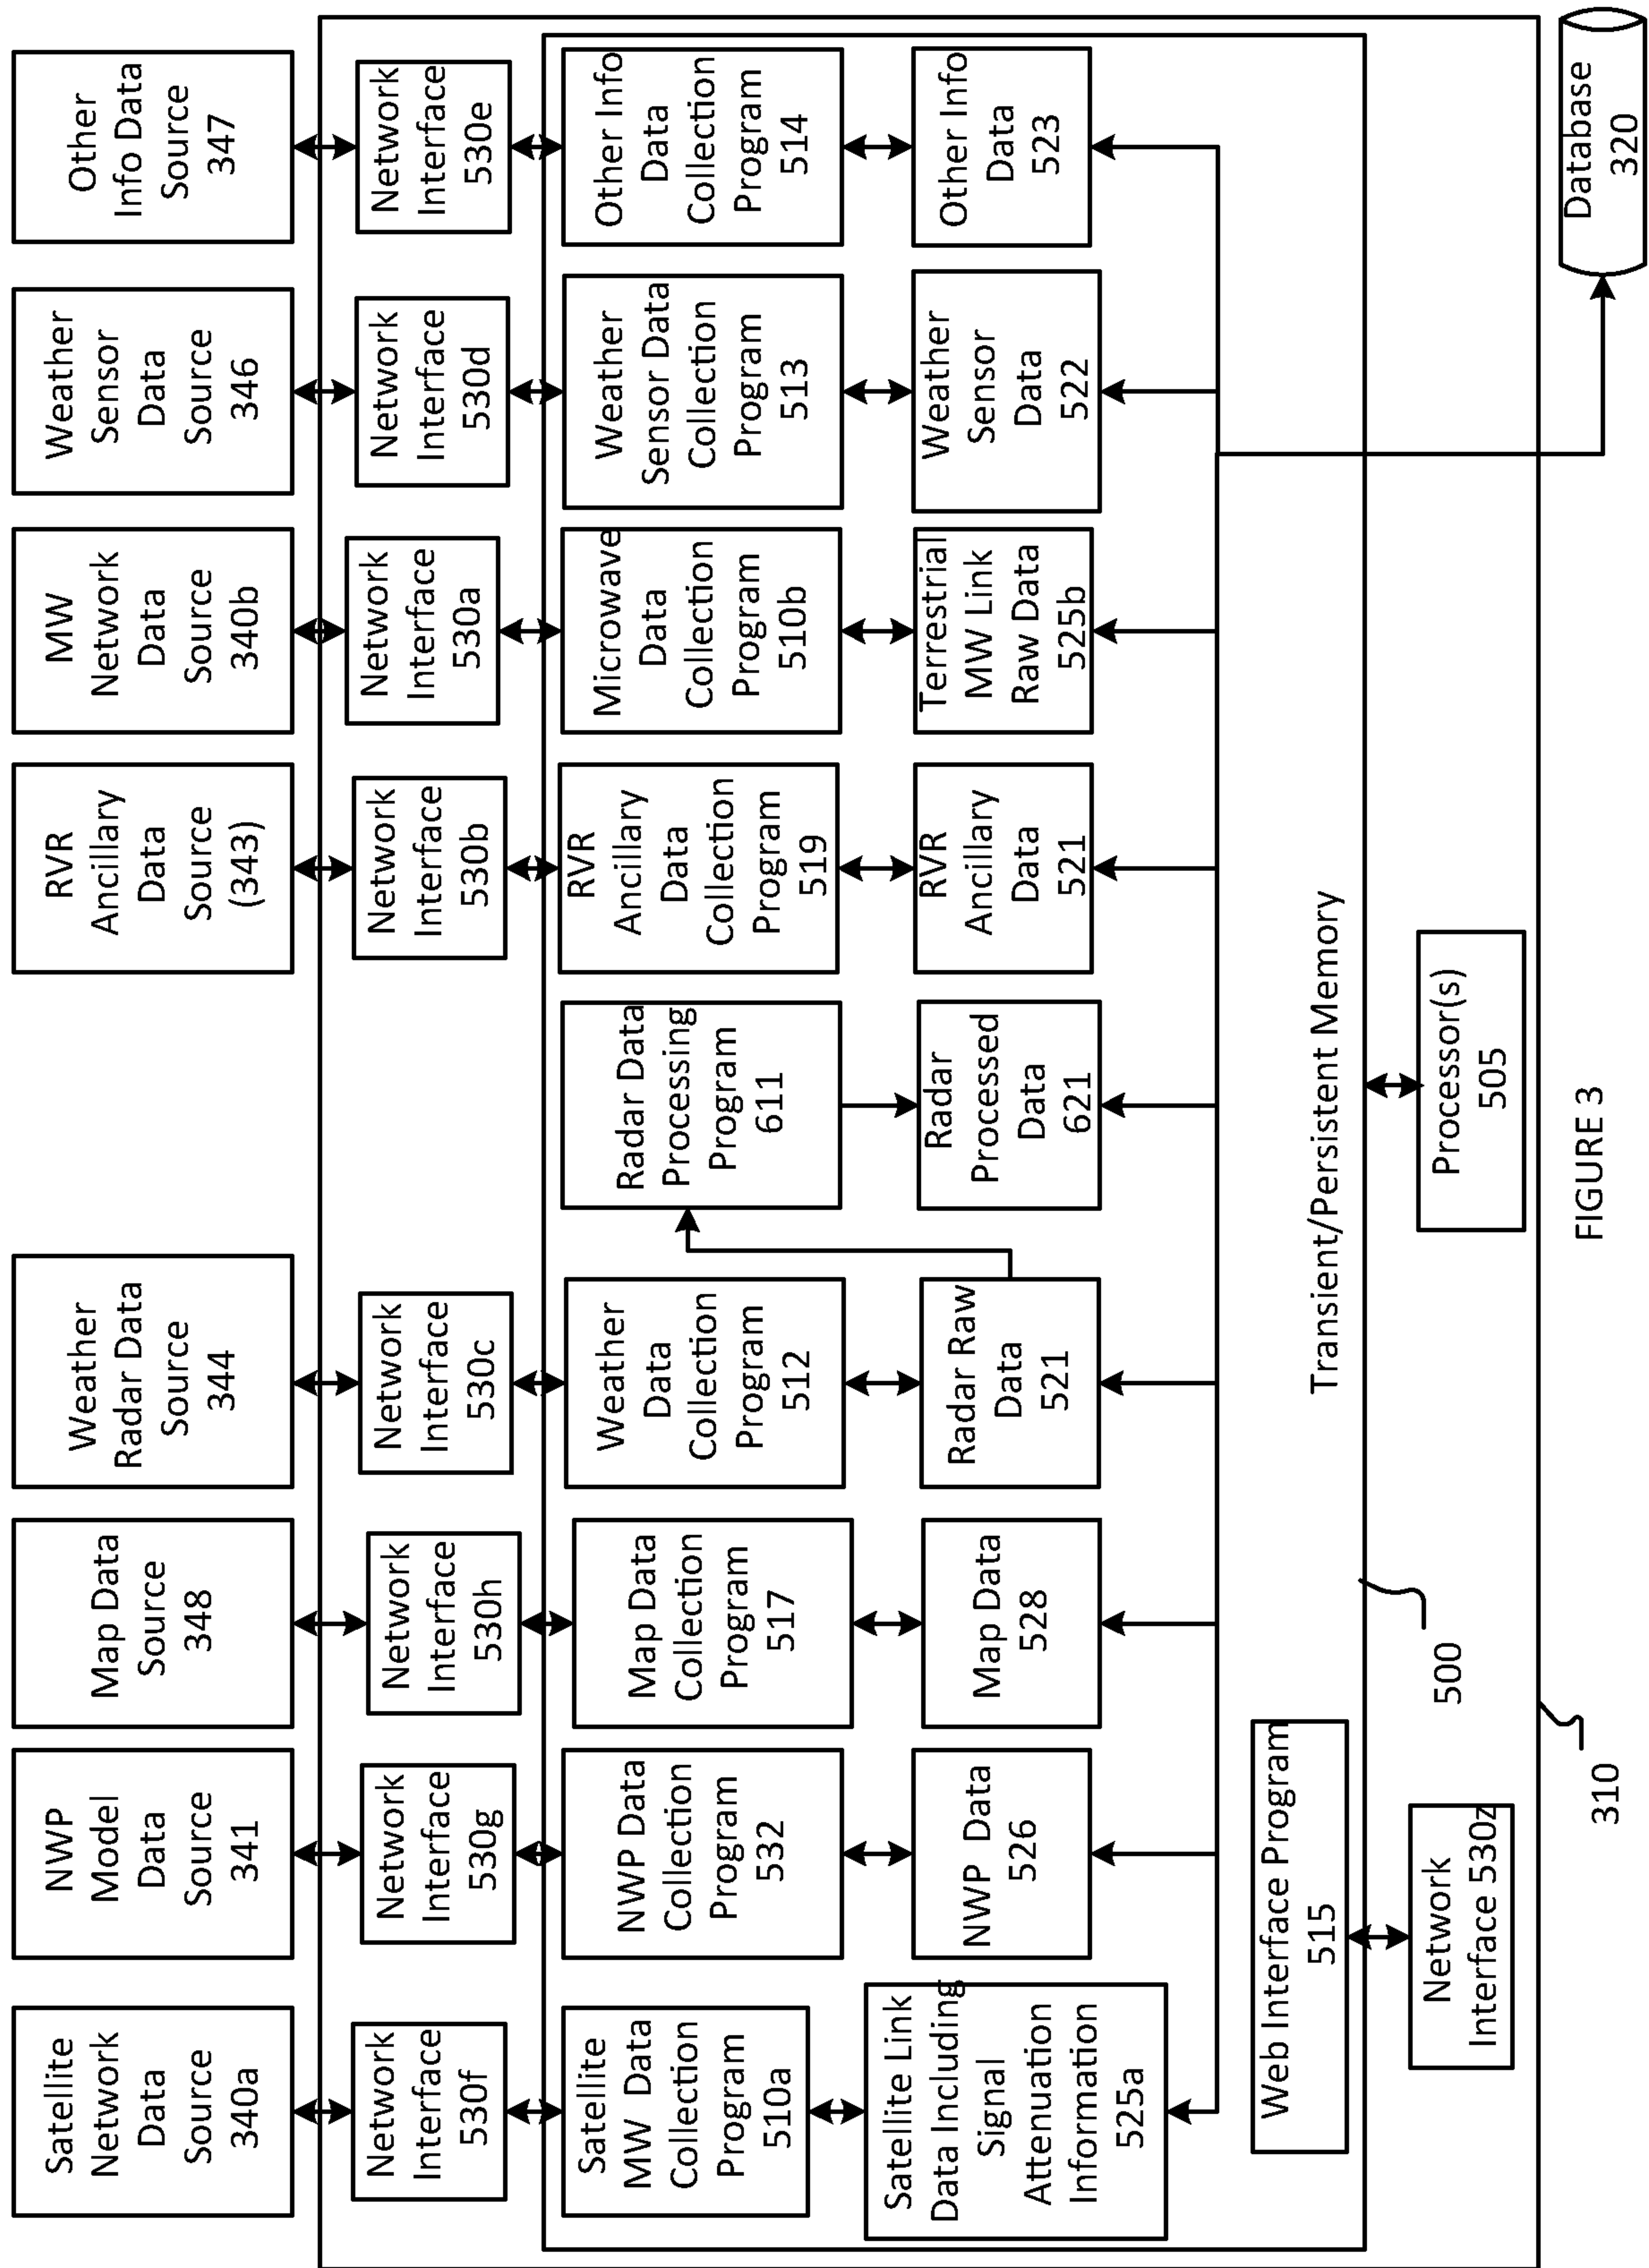 Satellite
Network
Data
Source
340a
NWP
Model
Data
Source
341
Map Data
Source
348
Weather
Radar Data
Source
344
RVR
Ancillary
Data
Source
(343)
MW
Network
Data
Source
340b
Weather
Sensor
Data
Source
346
Other
Info Data
Source
347
Network
Interface
530f
Network
Interface
530g
Network
Interface
530h
Network
Interface
530c
Network
Interface
530b
Network
Interface
530a
Network
Interface
530d
Network
Interface
530e
Satellite
MW Data
Collection
Program
510a
NWP Data
Collection
Program
532
Map Data
Collection
Program
517
Weather
Data
Collection
Program
512
Radar Data
Processing
Program
611
RVR
Ancillary
Data
Collection
Program
519
Microwave
Data
Collection
Program
510b
Weather
Sensor Data
Collection
Program
513
Other Info
Data
Collection
Program
514
Satellite Link
Data Including
Signal
Attenuation
Information
525a
NWP Data
526
Map Data
528
Radar Raw
Data
521
Radar
Processed
Data
621
RVR
Ancillary
Data
521
Terrestrial
MW Link
Raw Data
525b
Weather
Sensor
Data
522
Other Info
Data
523
Web Interface Program
515
Transient/Persistent Memory
Network
Interface 530z
500
310
Processor(s)
505
Database
320
FIGURE 3